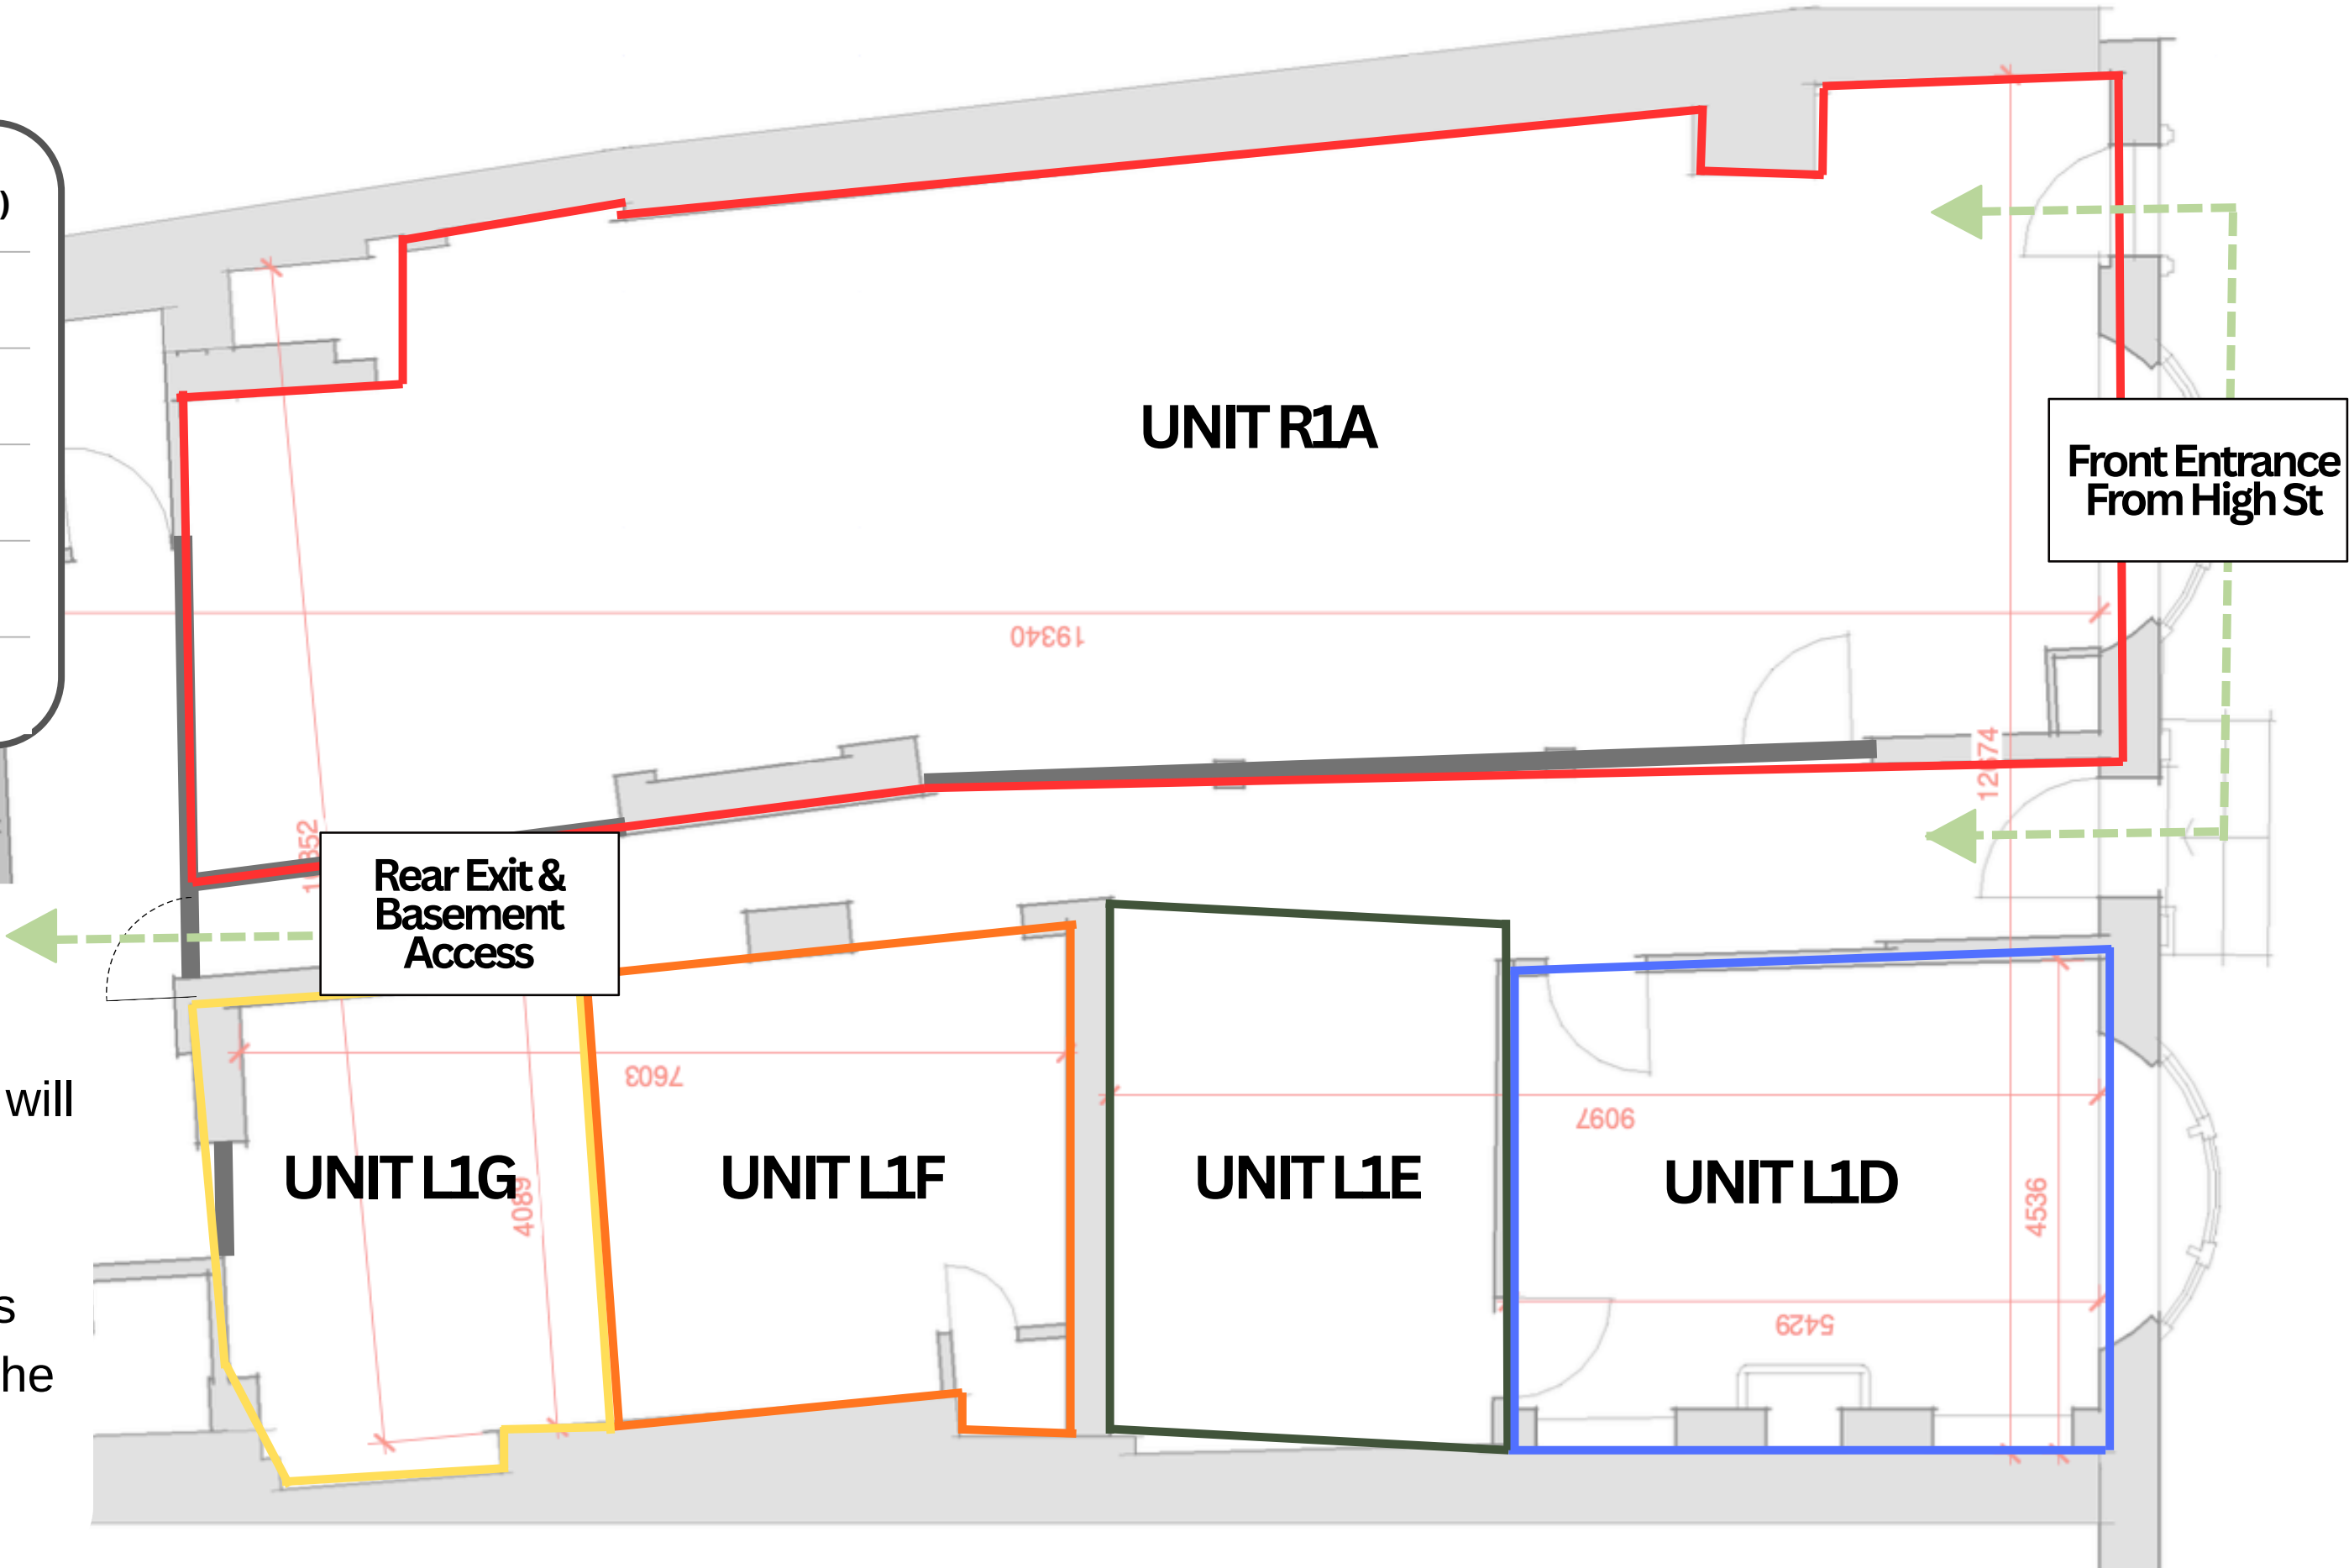 )
UNIT R1A
Front Entrance
From High St
19340
12674
Rear Exit &
Basement
Access
7603
9097
will
UNIT L1G
UNIT L1F
UNIT L1E
UNIT L1D
4089
4536
s
5429
he